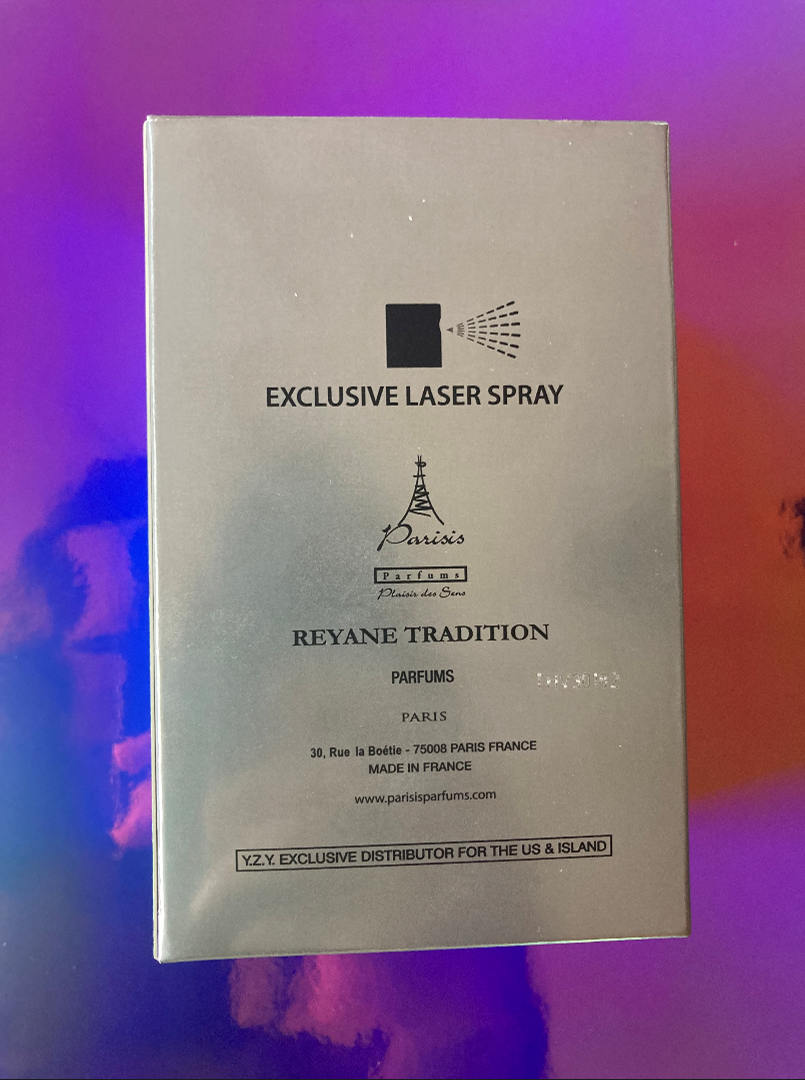 EXCLUSIVE LASER SPRAY
Parisis
Parfums
Plaisir des Sens
REYANE TRADITION
PARFUMS
PARIS
30, Rue la Boétie - 75008 PARIS FRANCE
MADE IN FRANCE
www.parisisparfums.com
Y.Z.Y. EXCLUSIVE DISTRIBUTOR FOR THE US & ISLAND